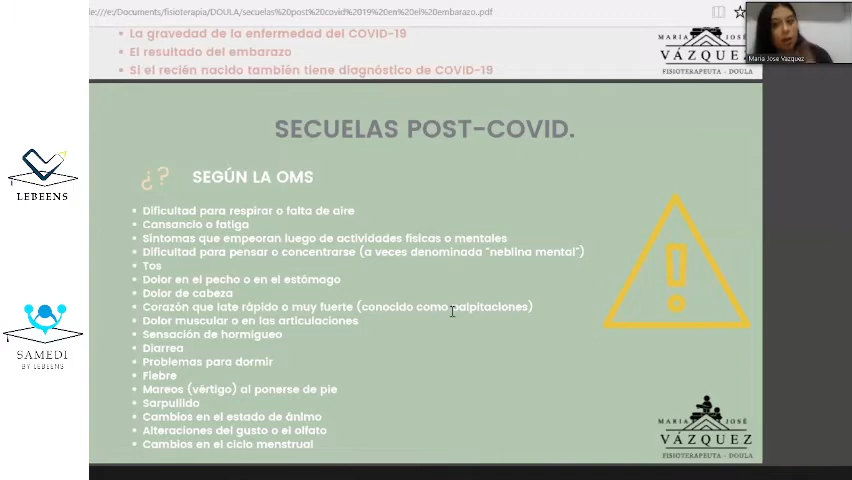 :///e:/Documents/fisioterapia/DOULA/secuelas%20post%20covid%2019%20en%20el%20embarazo..pdf
• La gravedad de la enfermedad del COVID-19
• El resultado del embarazo
• Si el recién nacido también tiene diagnóstico de COVID-19
MARIA JOSÉ
VÁZQUEZ
FISIOTERAPEUTA - DOULA
Maria Jose Vazquez
LEBEENS
SAMEDI
BY LEBEENS
SECUELAS POST-COVID.
¿? SEGÚN LA OMS
• Dificultad para respirar o falta de aire
• Cansancio o fatiga
• Síntomas que empeoran luego de actividades físicas o mentales
• Dificultad para pensar o concentrarse (a veces denominada "neblina mental")
• Tos
• Dolor en el pecho o en el estómago
• Dolor de cabeza
• Corazón que late rápido o muy fuerte (conocido como palpitaciones)
• Dolor muscular o en las articulaciones
• Sensación de hormigueo
• Diarrea
• Problemas para dormir
• Fiebre
• Mareos (vértigo) al ponerse de pie
• Sarpullido
• Cambios en el estado de ánimo
• Alteraciones del gusto o el olfato
• Cambios en el ciclo menstrual
MARIA JOSÉ
VÁZQUEZ
FISIOTERAPEUTA - DOULA